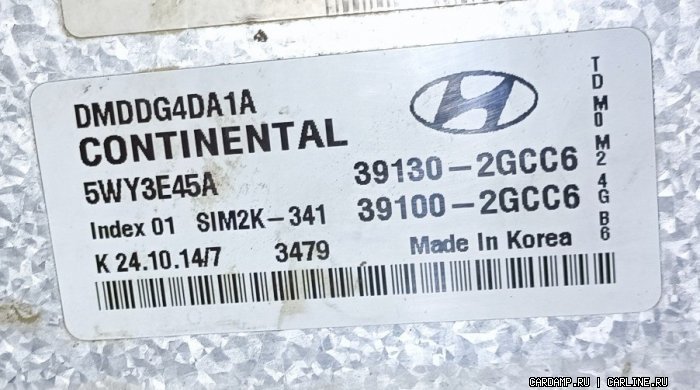 DMDDG4DA1A
CONTINENTAL
5WY3E45A
39130-2GCC6
Index 01 SIM2K-341
39100-2GCC6
K 24.10.14/7 3479
Made In Korea
TDM0M24GB6
CARDAMP.RU | CARLINE.RU